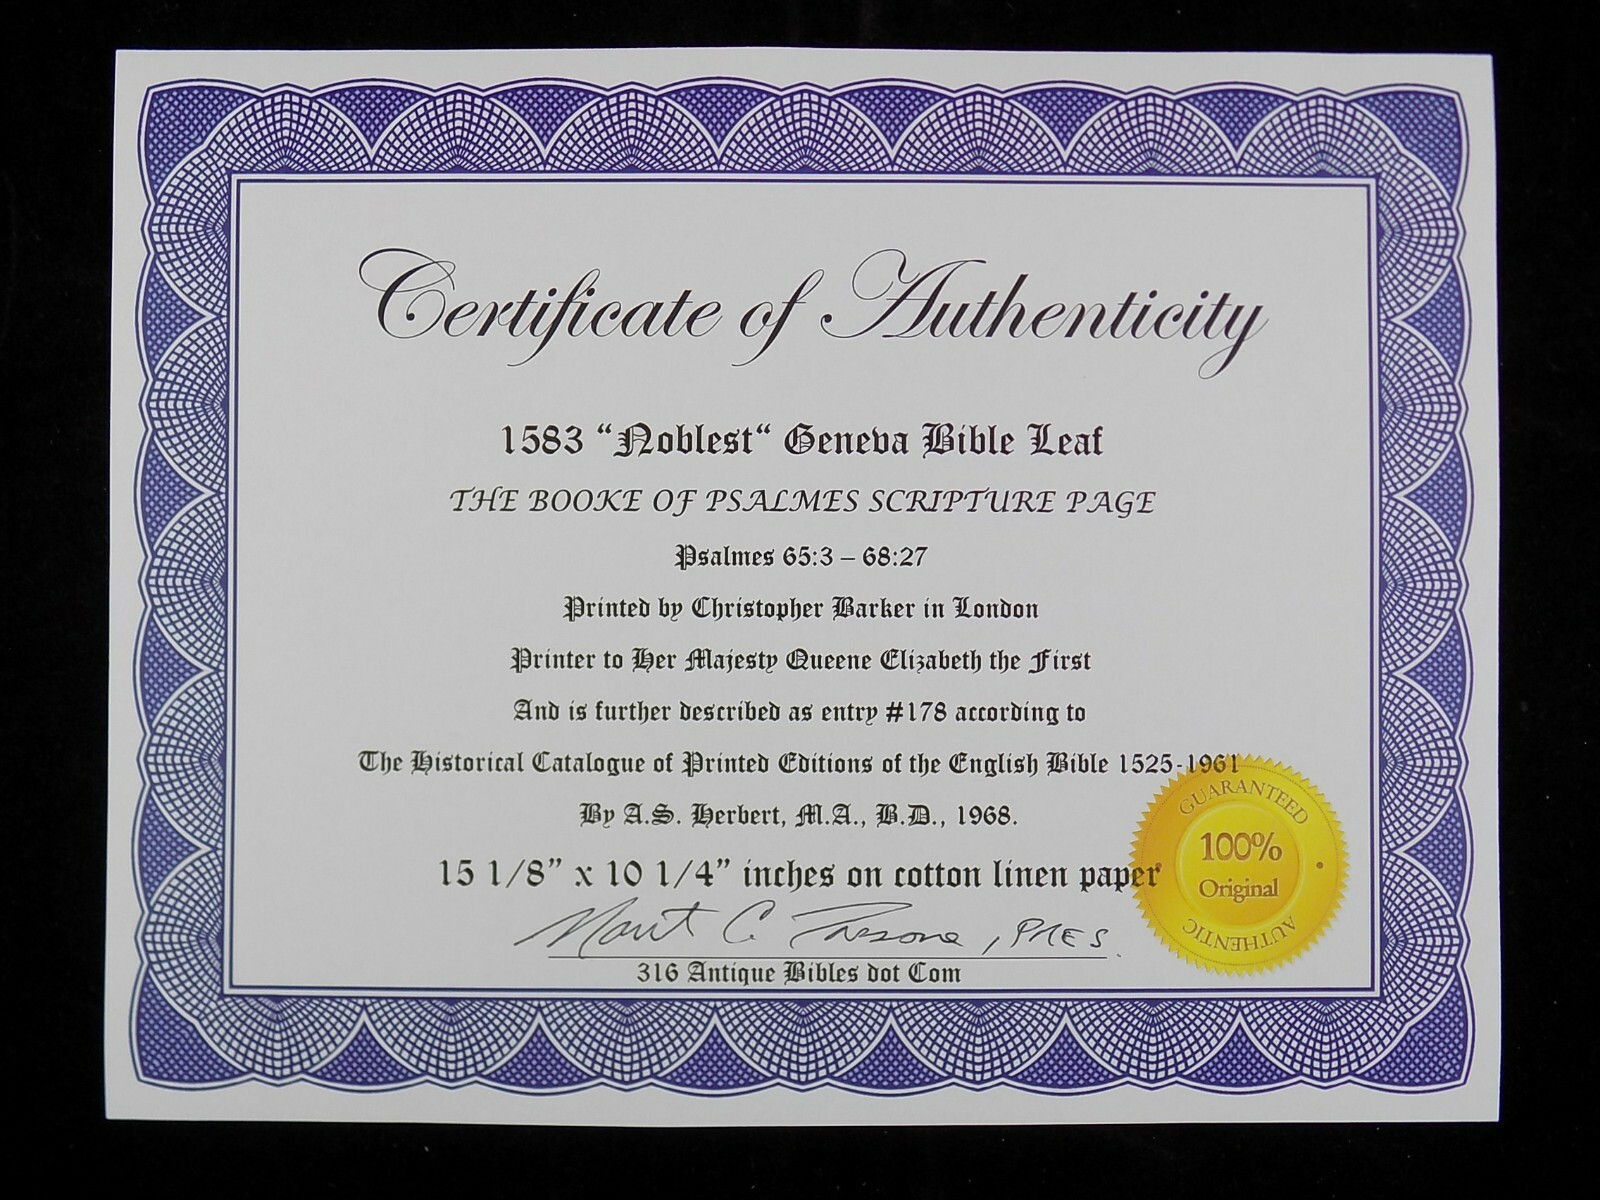 Certificate of Authenticity
1583 “Noblest“ Geneva Bible Leaf
THE BOOKE OF PSALMES SCRIPTURE PAGE
Psalmes 65:3 – 68:27
Printed by Christopher Barker in London
Printer to Her Majesty Queene Elizabeth the First
And is further described as entry #178 according to
The Historical Catalogue of Printed Editions of the English Bible 1525-1961
By A.S. Herbert, M.A., B.D., 1968.
15 1/8” x 10 1/4” inches on cotton linen paper
GUARANTEED
100%
Original
AUTHENTIC
C. , PRES.
316 Antique Bibles dot Com